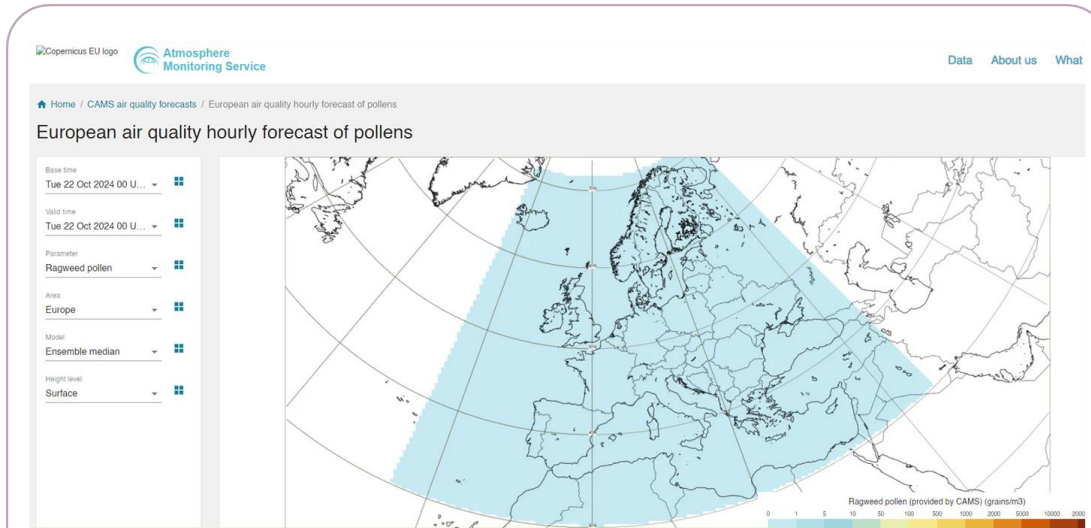 Copernicus EU logo
Atmosphere
Monitoring Service
Data About us What
Home / CAMS air quality forecasts / European air quality hourly forecast of pollens
European air quality hourly forecast of pollens
Base time
Tue 22 Oct 2024 00 U...
Valid time
Tue 22 Oct 2024 00 U...
Parameter
Ragweed pollen
Area
Europe
Model
Ensemble median
Height level
Surface
Ragweed pollen (provided by CAMS) (grains/m3)
0 1 5 10 50 100 500 1000 2000 5000 10000 2000